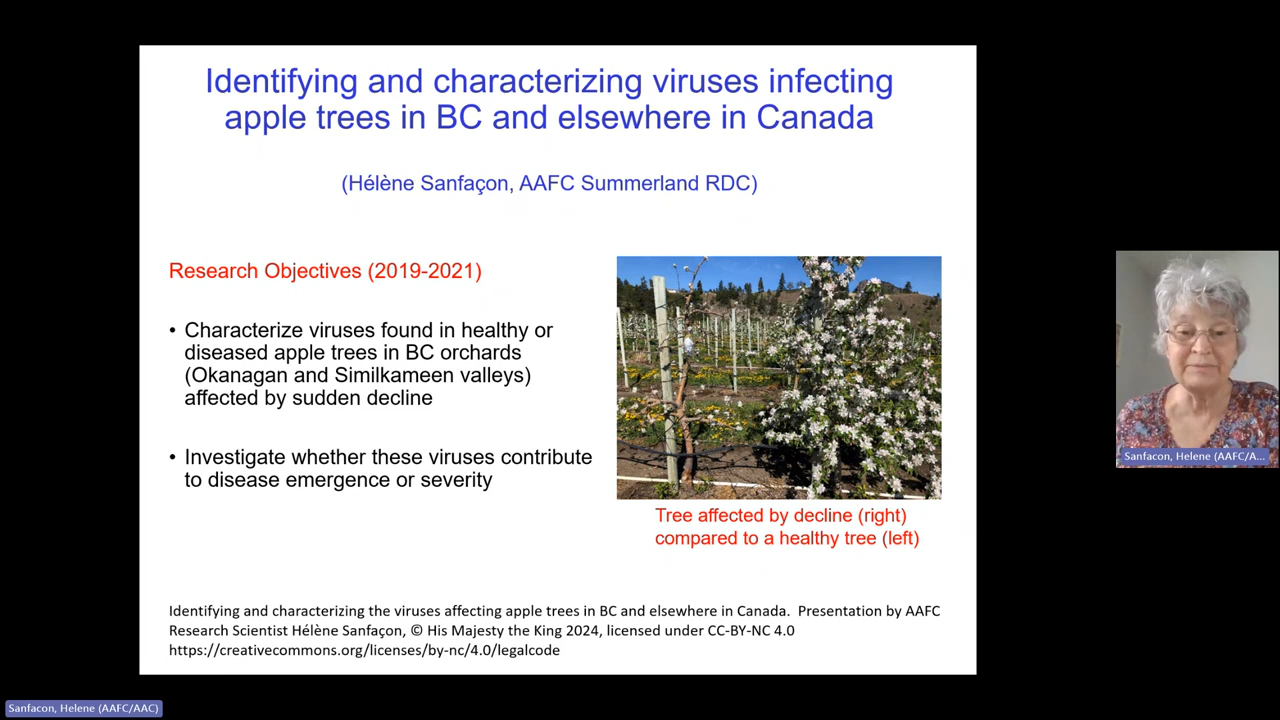 Identifying and characterizing viruses infecting
apple trees in BC and elsewhere in Canada
(Hélène Sanfaçon, AAFC Summerland RDC)
Research Objectives (2019-2021)
• Characterize viruses found in healthy or
diseased apple trees in BC orchards
(Okanagan and Similkameen valleys)
affected by sudden decline
• Investigate whether these viruses contribute
to disease emergence or severity
Tree affected by decline (right)
compared to a healthy tree (left)
Identifying and characterizing the viruses affecting apple trees in BC and elsewhere in Canada. Presentation by AAFC
Research Scientist Hélène Sanfaçon, © His Majesty the King 2024, licensed under CC-BY-NC 4.0
https://creativecommons.org/licenses/by-nc/4.0/legalcode
Sanfacon, Helene (AAFC/A...
Sanfacon, Helene (AAFC/AAC)